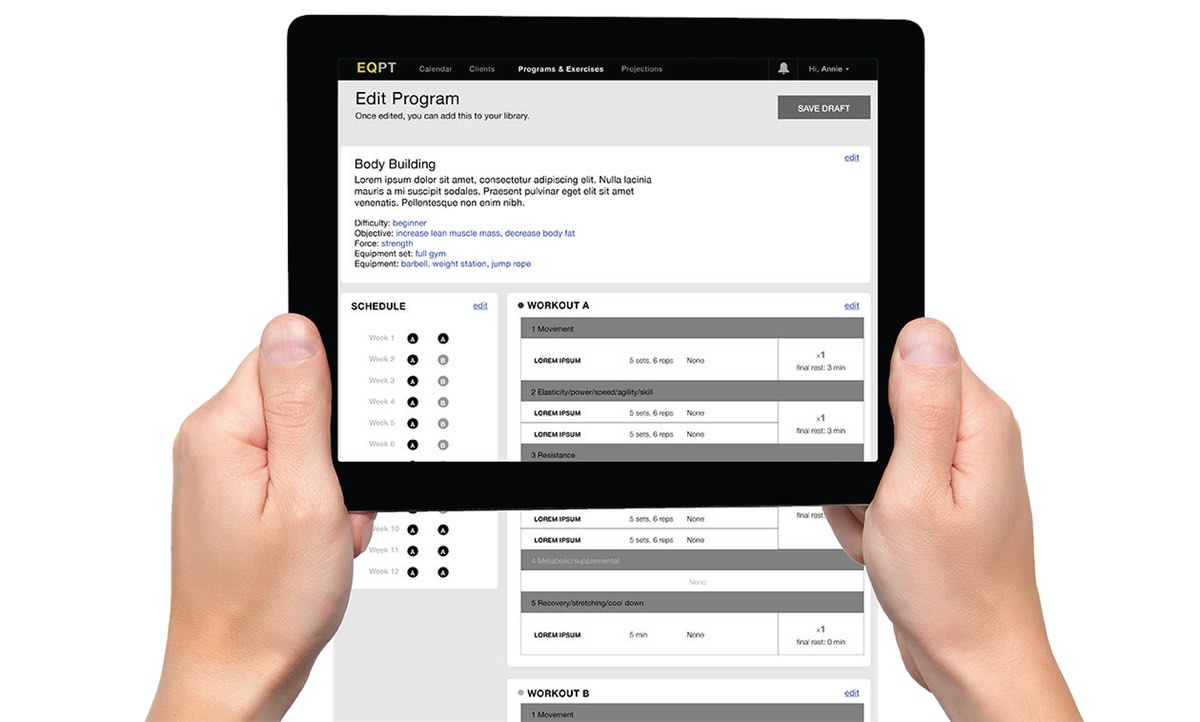 EQPT Calendar Clients Programs & Exercises Projections Hi, Annie
Edit Program
Once edited, you can add this to your library.
SAVE DRAFT
Body Building
edit
Lorem ipsum dolor sit amet, consectetur adipiscing elit. Nulla lacinia
mauris a mi suscipit sodales. Praesent pulvinar eget elit sit amet
venenatis. Pellentesque non enim nibh.
Difficulty: beginner
Objective: increase lean muscle mass, decrease body fat
Force: strength
Equipment set: full gym
Equipment: barbell, weight station, jump rope
SCHEDULE edit
Week 1 A A
Week 2 A B
Week 3 A B
Week 4 A B
Week 5 A B
Week 6 A B
Week 10 A A
Week 11 A A
Week 12 A A
WORKOUT A edit
1 Movement
LOREM IPSUM 5 sets, 6 reps None
x1
final rest: 3 min
2 Elasticity/power/speed/agility/skill
LOREM IPSUM 5 sets, 6 reps None
LOREM IPSUM 5 sets, 6 reps None
x1
final rest: 3 min
3 Resistance
LOREM IPSUM 5 sets, 6 reps None
final rest:
LOREM IPSUM 5 sets, 6 reps None
4 Metabolic/supplemental
None
5 Recovery/stretching/cool down
LOREM IPSUM 5 min None
x1
final rest: 0 min
WORKOUT B edit
1 Movement